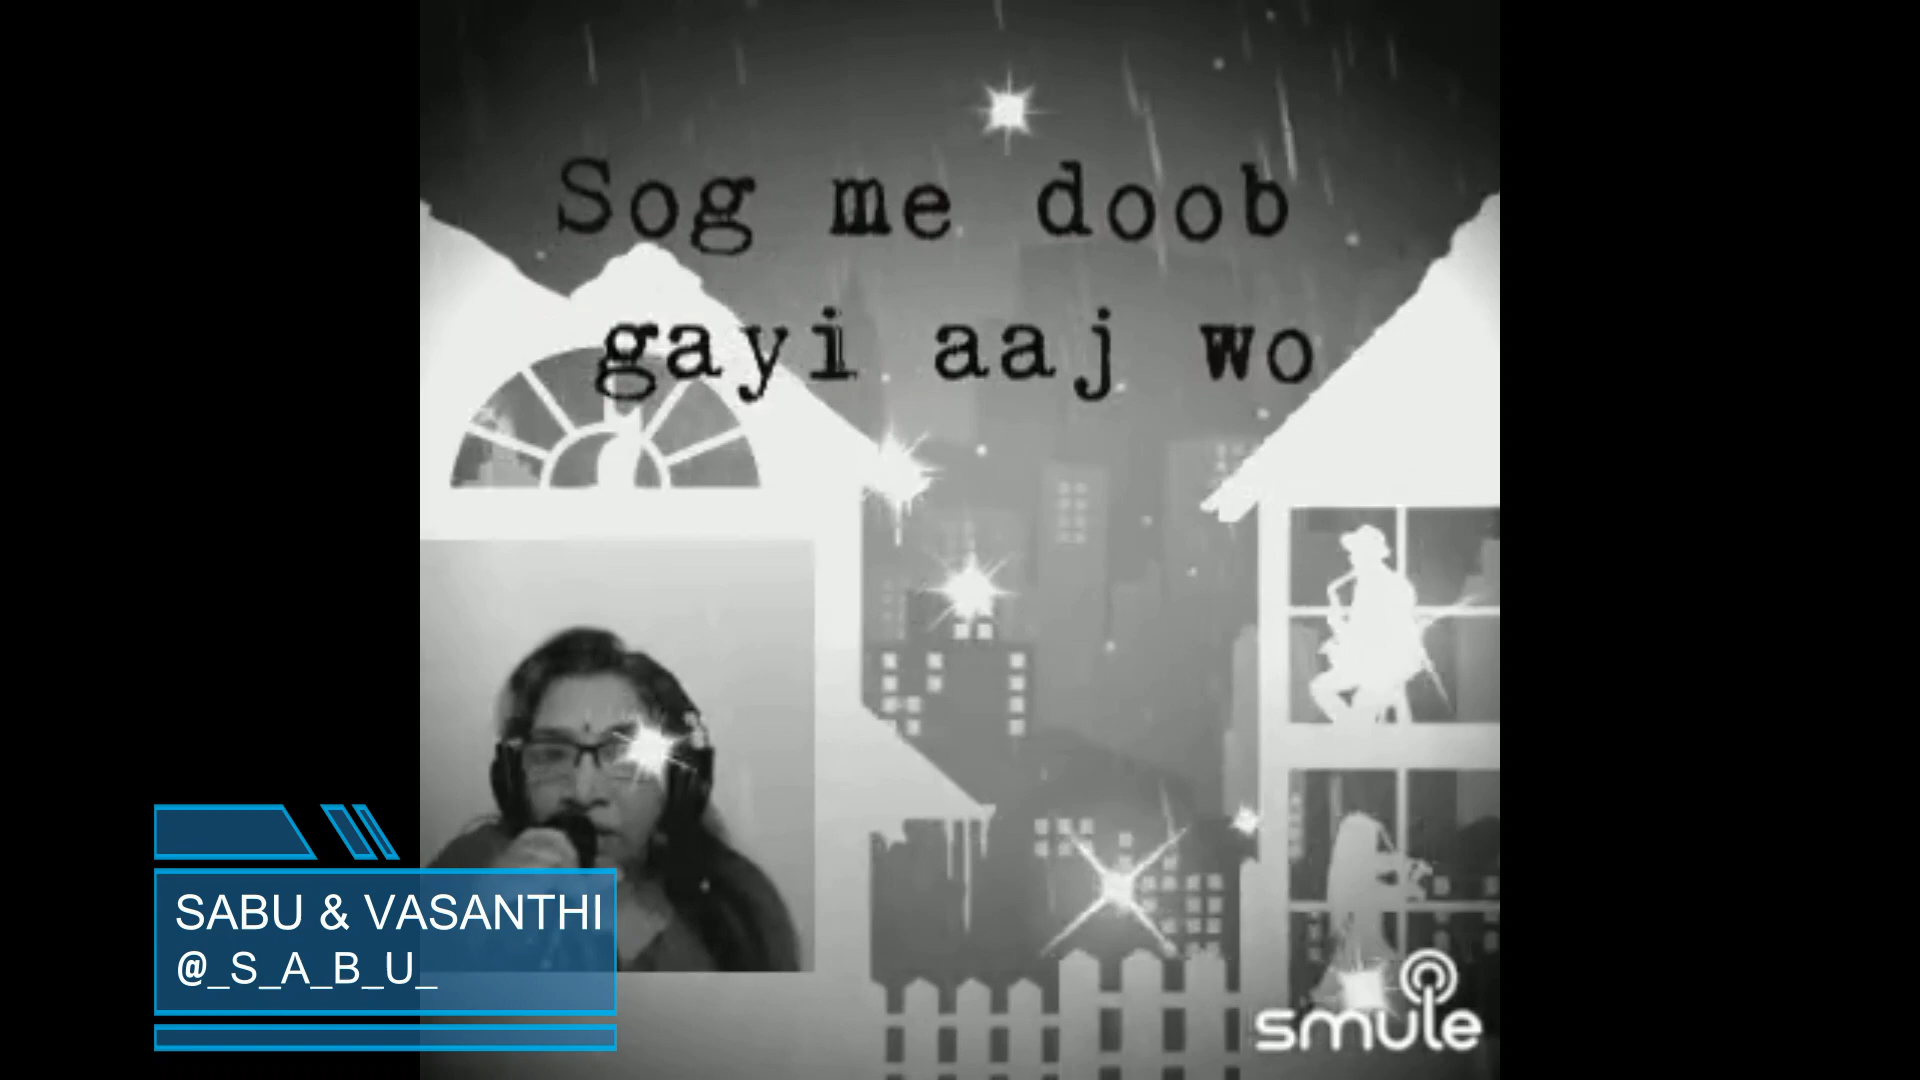 Sog me doob
gayi aaj wo
SABU & VASANTHI
@_S_A_B_U_
smule